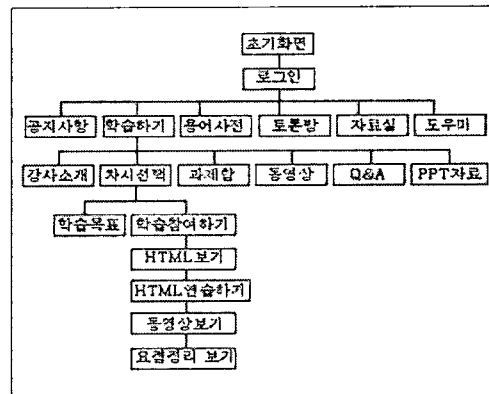 초기화면
로그인
공지사항 학습하기 용어사전 토론방 자료실 도우미
강사소개 차시선택 과제함 동영상 Q&A PPT자료
학습목표 학습참여하기
HTML보기
HTML연습하기
동영상보기
요점정리 보기